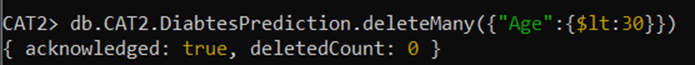 CAT2> db.CAT2.DiabtesPrediction.deleteMany({"Age":{$lt:30}})
{ acknowledged: true, deletedCount: 0 }